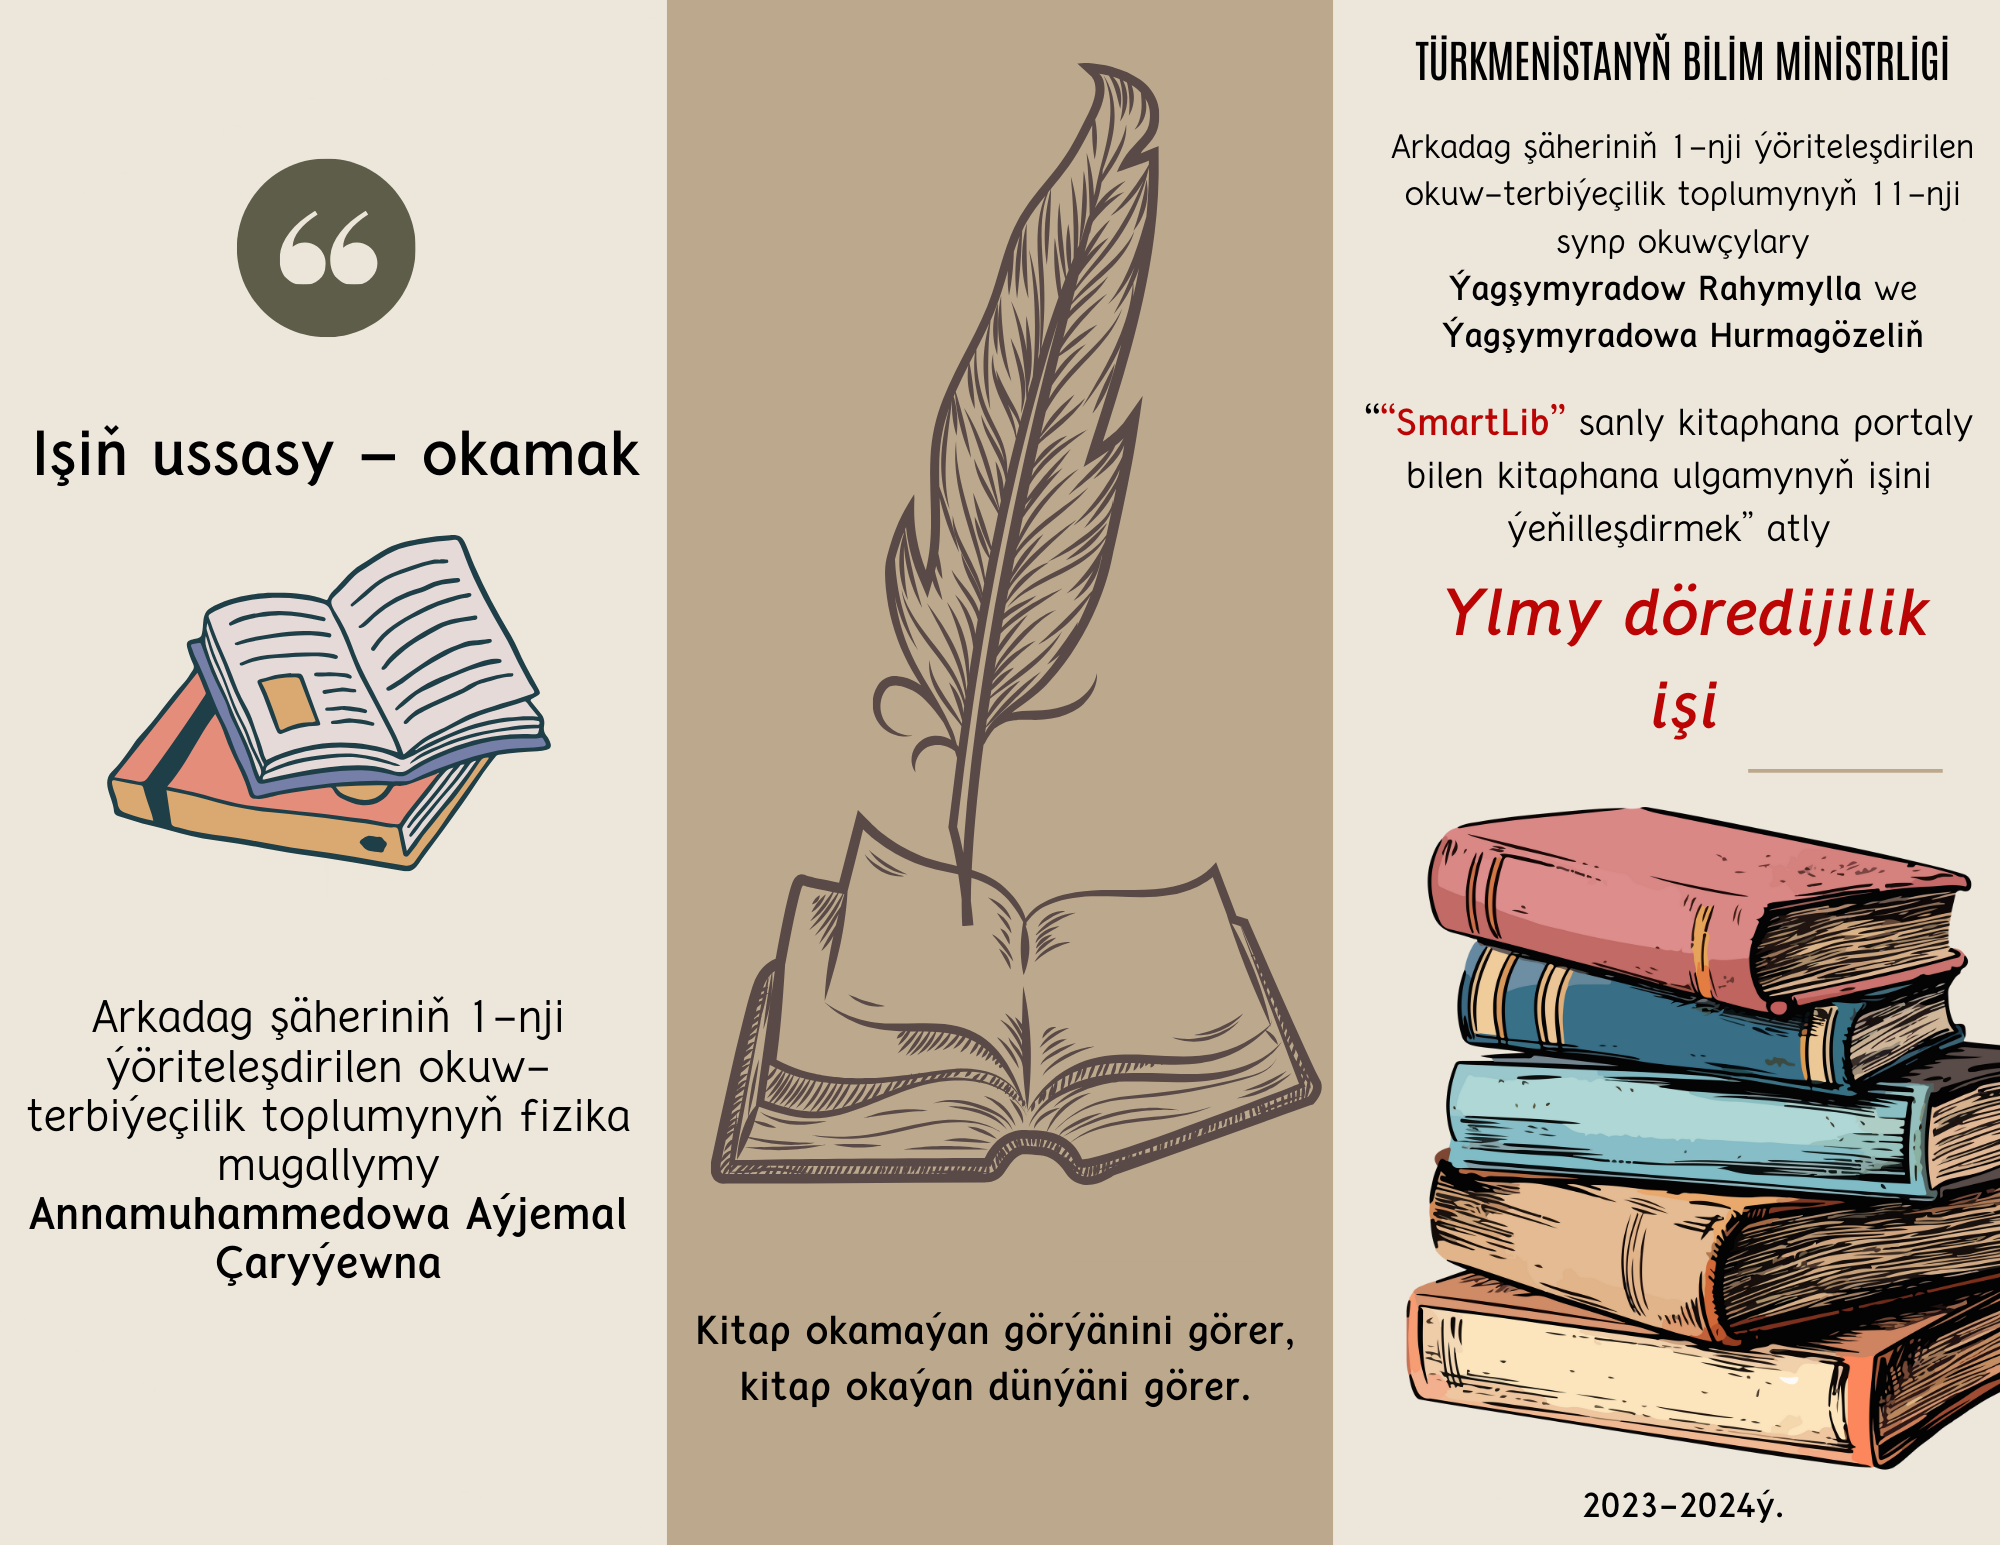 Işiň ussasy – okamak
Arkadag şäheriniň 1-nji
ýöriteleşdirilen okuw-
terbiýeçilik toplumynyň fizika
mugallymy
Annamuhammedowa Aýjemal
Çaryýewna
Kitap okamaýan görýänini görer,
kitap okaýan dünýäni görer.
TÜRKMENİSTANYŇ BİLİM MİNİSTRLİGİ
Arkadag şäheriniň 1-nji ýöriteleşdirilen
okuw-terbiýeçilik toplumynyň 11-nji
synp okuwçylary
Ýagşymyradow Rahymylla we
Ýagşymyradowa Hurmagözeliň
““SmartLib” sanly kitaphana portaly
bilen kitaphana ulgamynyň işini
ýeňilleşdirmek” atly
Ylmy döredijilik
işi
2023-2024ý.